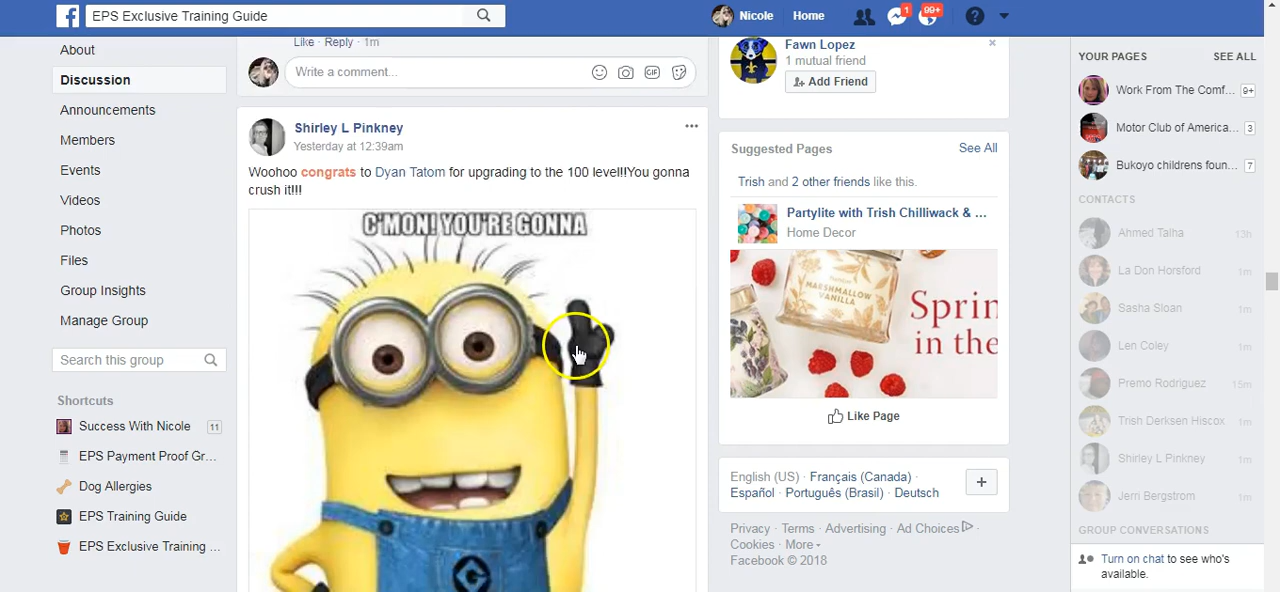 EPS Exclusive Training Guide
Nicole
Home
1
99+
About
Discussion
Announcements
Members
Events
Videos
Photos
Files
Group Insights
Manage Group
Search this group
Shortcuts
Success With Nicole 11
EPS Payment Proof Gr...
Dog Allergies
EPS Training Guide
EPS Exclusive Training ...
Like · Reply · 1m
Write a comment...
GIF
Shirley L Pinkney
Yesterday at 12:39am
Woohoo congrats to Dyan Tatom for upgrading to the 100 level!!You gonna
crush it!!!
C'MON! YOU'RE GONNA
Fawn Lopez
1 mutual friend
Add Friend
Suggested Pages See All
Trish and 2 other friends like this.
Partylite with Trish Chilliwack & ...
Home Decor
MARSHMALLOW
VANILLA
Sprin
in the
Like Page
English (US) · Français (Canada) ·
Español · Português (Brasil) · Deutsch
Privacy · Terms · Advertising · Ad Choices ·
Cookies · More
Facebook © 2018
YOUR PAGES SEE ALL
Work From The Comf... 9+
Motor Club of America... 3
Bukoyo childrens foun... 7
CONTACTS
Ahmed Talha 13h
La Don Horsford 1m
Sasha Sloan 1m
Len Coley 1m
Premo Rodriguez 15m
Trish Derksen Hiscox 1m
Shirley L Pinkney 1m
Jerri Bergstrom 1m
GROUP CONVERSATIONS
Turn on chat to see who's
available.